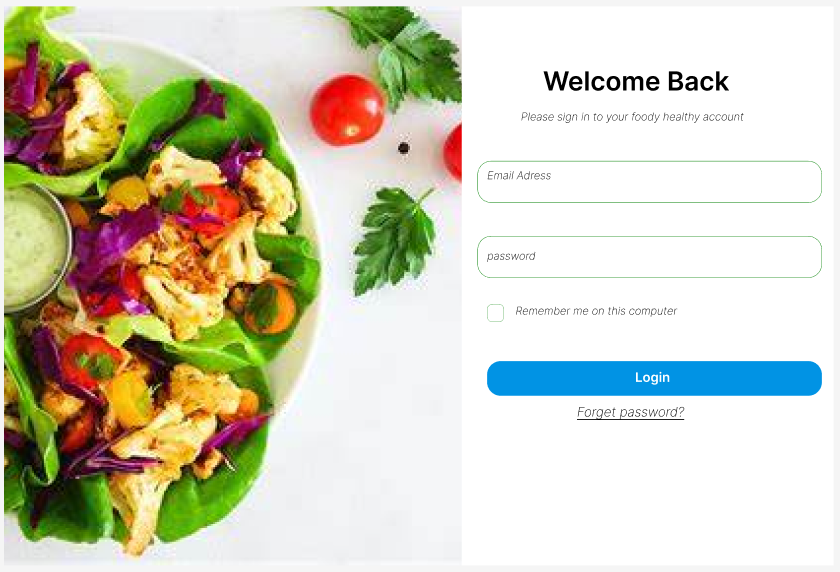 Welcome Back
Please sign in to your foody healthy account
Email Adress
password
Remember me on this computer
Login
Forget password?